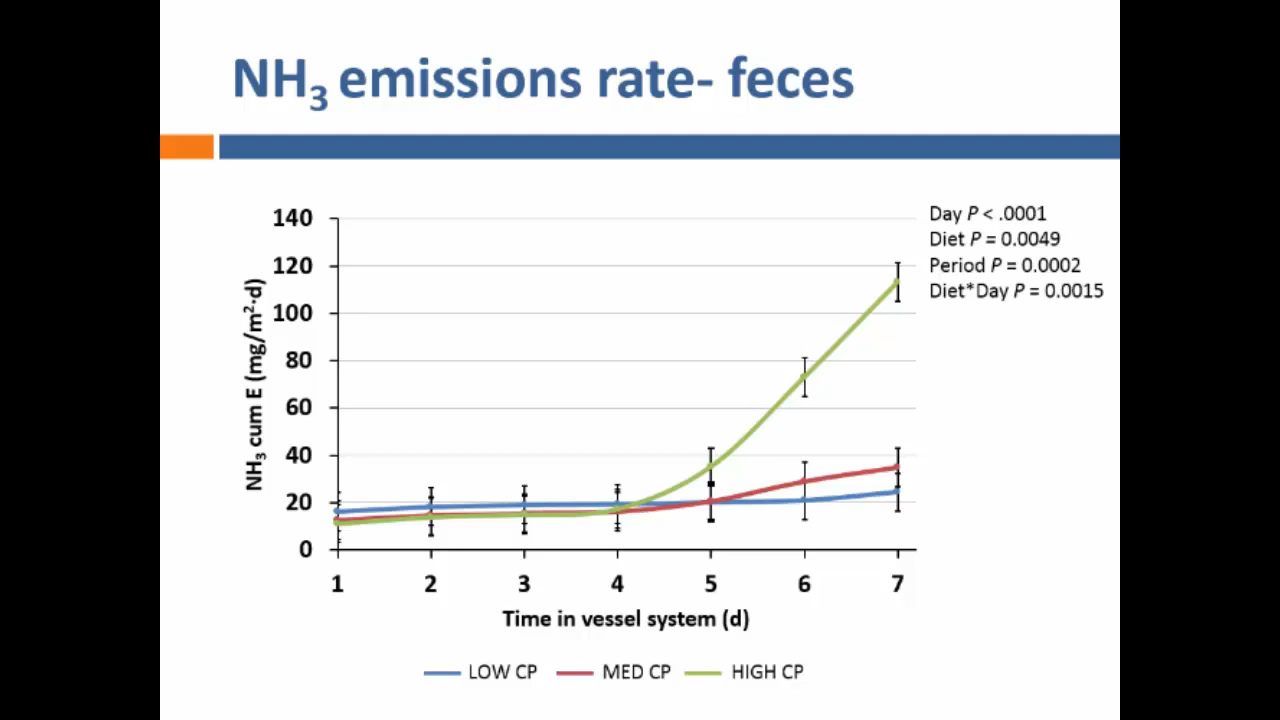 NH₃ emissions rate- feces
Day P < .0001
Diet P = 0.0049
Period P = 0.0002
Diet*Day P = 0.0015
NH₃ cum E (mg/m²·d)
140
120
100
80
60
40
20
0
1 2 3 4 5 6 7
Time in vessel system (d)
LOW CP MED CP HIGH CP